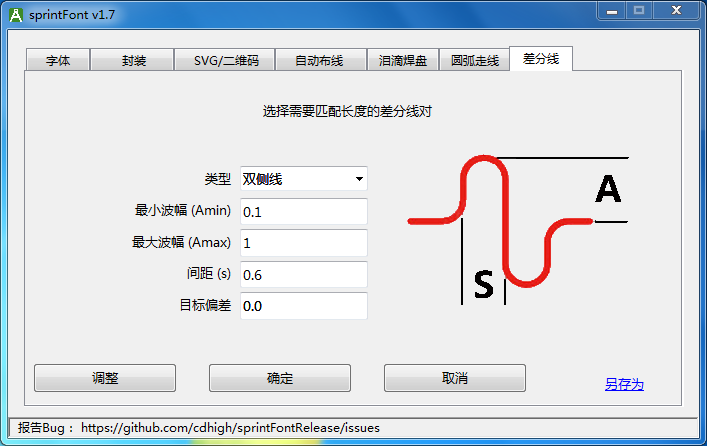 sprintFont v1.7
字体 封装 SVG/二维码 自动布线 泪滴焊盘 圆弧走线 差分线
选择需要匹配长度的差分线对
类型 双侧线
最小波幅 (Amin) 0.1
最大波幅 (Amax) 1
间距 (s) 0.6
目标偏差 0.0
A
S
调整 确定 取消 另存为
报告Bug： https://github.com/cdhigh/sprintFontRelease/issues